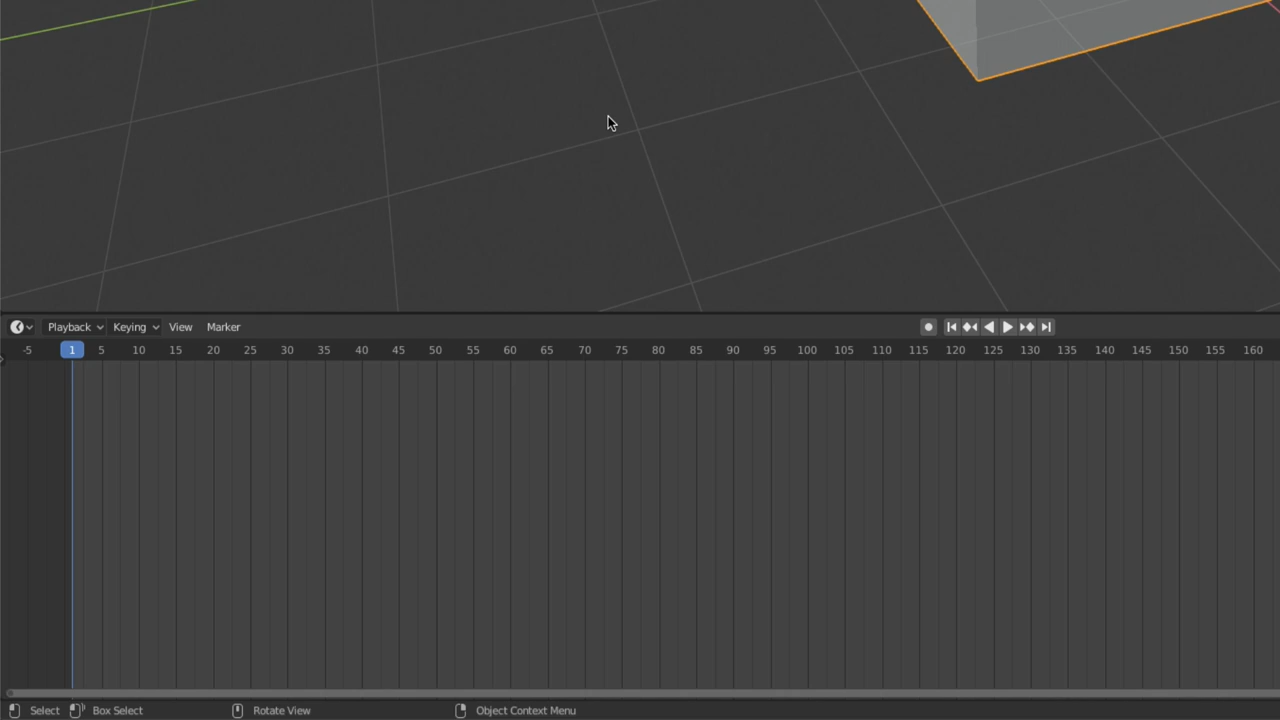 Playback Keying View Marker
-5 1 5 10 15 20 25 30 35 40 45 50 55 60 65 70 75 80 85 90 95 100 105 110 115 120 125 130 135 140 145 150 155 160
Select Box Select Rotate View Object Context Menu